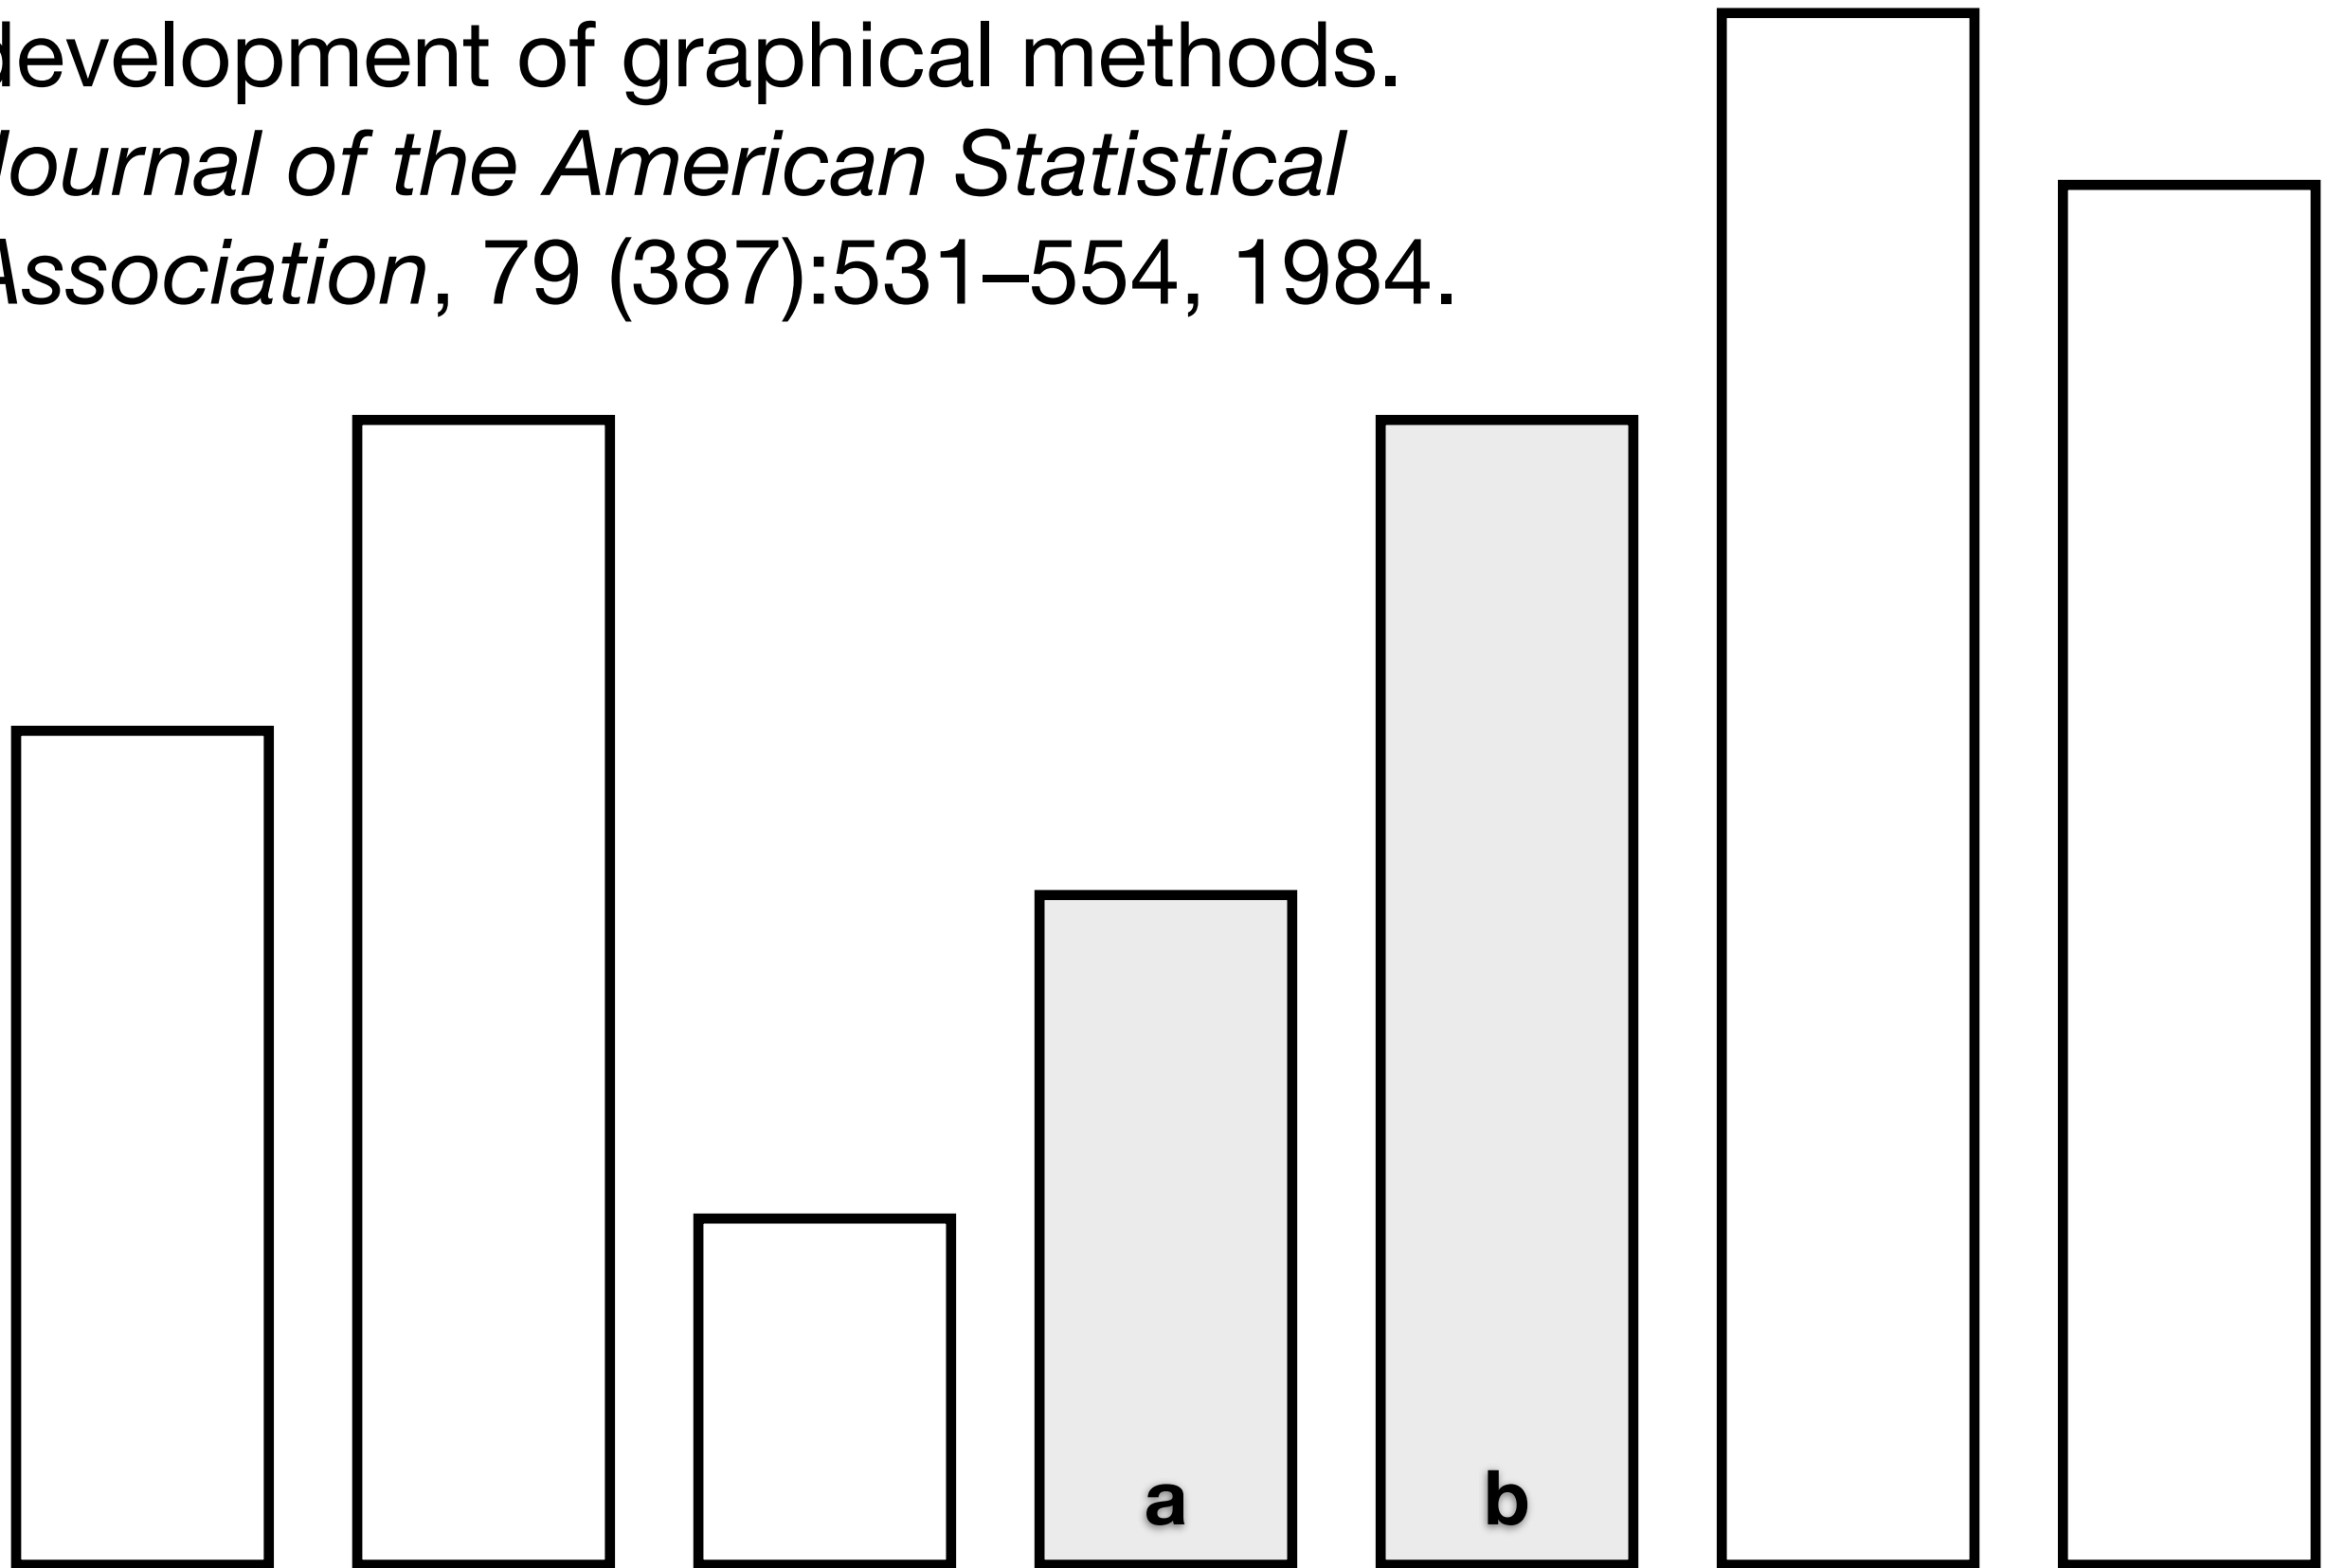 development of graphical methods.
Journal of the American Statistical
Association, 79(387):531–554, 1984.
a b